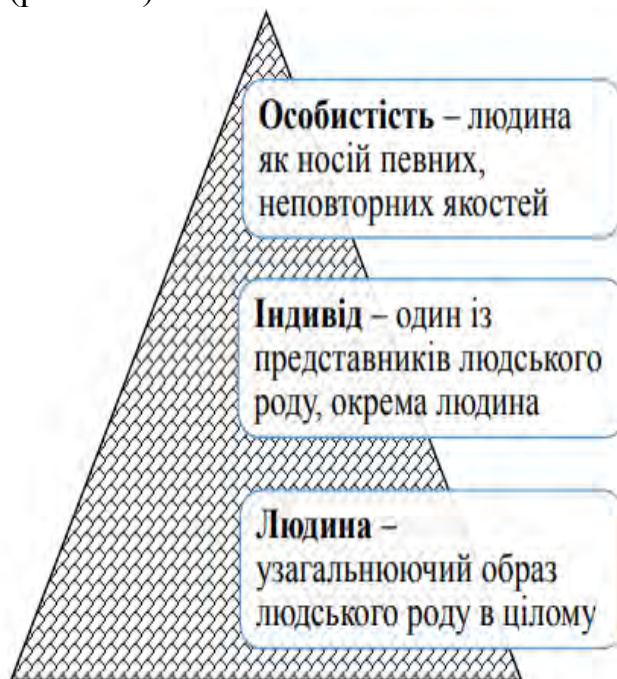 Особистість – людина
як носій певних,
неповторних якостей
Індивід – один із
представників людського
роду, окрема людина
Людина –
узагальнюючий образ
людського роду в цілому